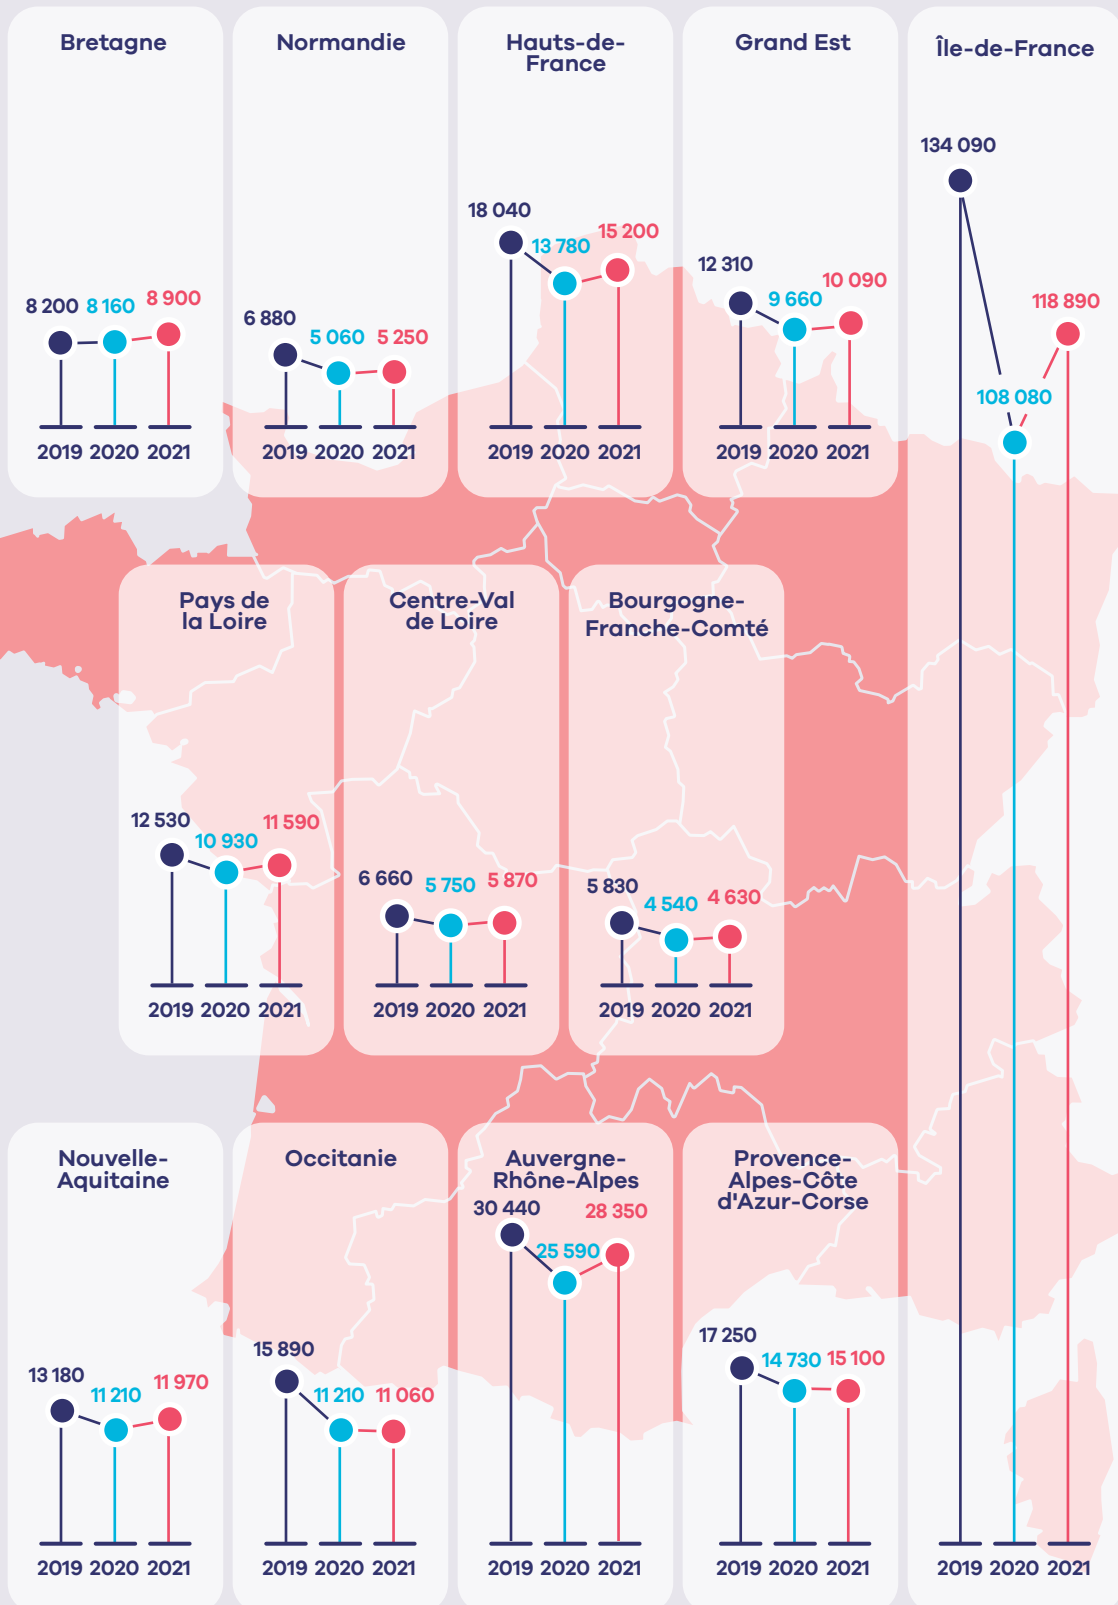 Bretagne
8 200 8 160 8 900
2019 2020 2021
Normandie
6 880 5 060 5 250
2019 2020 2021
Hauts-de-
France
18 040 13 780 15 200
2019 2020 2021
Grand Est
12 310 9 660 10 090
2019 2020 2021
Île-de-France
134 090
118 890
108 080
2019 2020 2021
Pays de
la Loire
12 530 10 930 11 590
2019 2020 2021
Centre-Val
de Loire
6 660 5 750 5 870
2019 2020 2021
Bourgogne-
Franche-Comté
5 830 4 540 4 630
2019 2020 2021
Nouvelle-
Aquitaine
13 180 11 210 11 970
2019 2020 2021
Occitanie
15 890 11 210 11 060
2019 2020 2021
Auvergne-
Rhône-Alpes
30 440 25 590 28 350
2019 2020 2021
Provence-
Alpes-Côte
d'Azur-Corse
17 250 14 730 15 100
2019 2020 2021